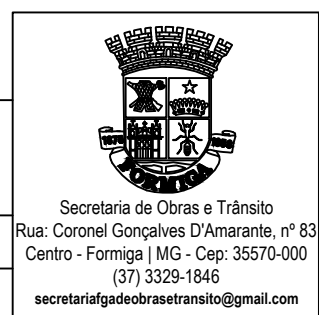 FORMIGA
Secretaria de Obras e Trânsito
Rua: Coronel Gonçalves D'Amarante, nº 83
Centro - Formiga | MG - Cep: 35570-000
(37) 3329-1846
secretariafgadeobrasetransito@gmail.com